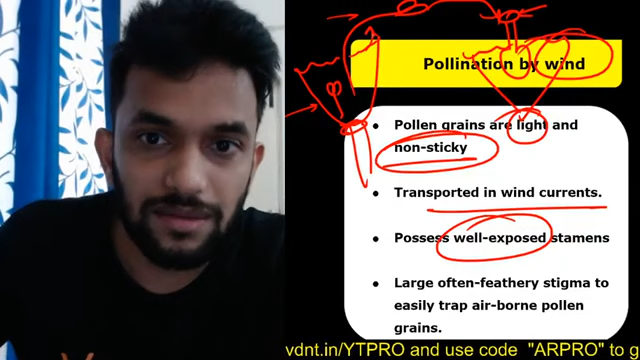 Pollination by wind
• Pollen grains are light and
non-sticky
• Transported in wind currents.
• Possess well-exposed stamens
• Large often-feathery stigma to
easily trap air-borne pollen
grains.
vdnt.in/YTPRO and use code "ARPRO" to g